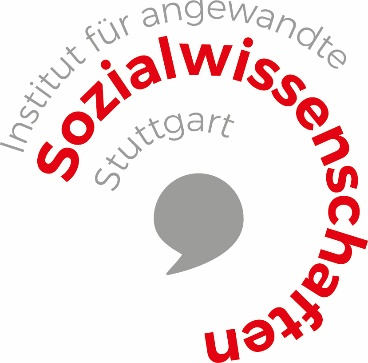 Institut für angewandte
Sozialwissenschaften
Stuttgart